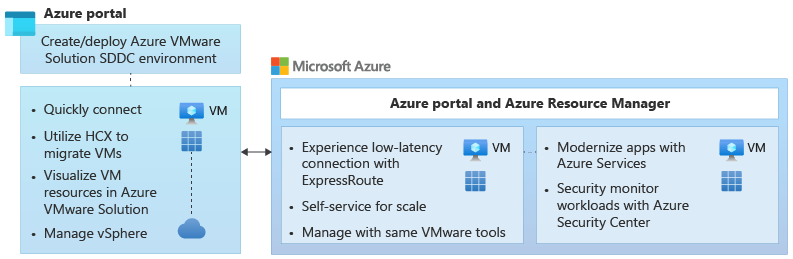 Azure portal
Create/deploy Azure VMware
Solution SDDC environment
• Quickly connect
• Utilize HCX to
migrate VMs
• Visualize VM
resources in Azure
VMware Solution
• Manage vSphere
VM
Microsoft Azure
Azure portal and Azure Resource Manager
• Experience low-latency
connection with
ExpressRoute
• Self-service for scale
• Manage with same VMware tools
VM
• Modernize apps with
Azure Services
• Security monitor
workloads with Azure
Security Center
VM